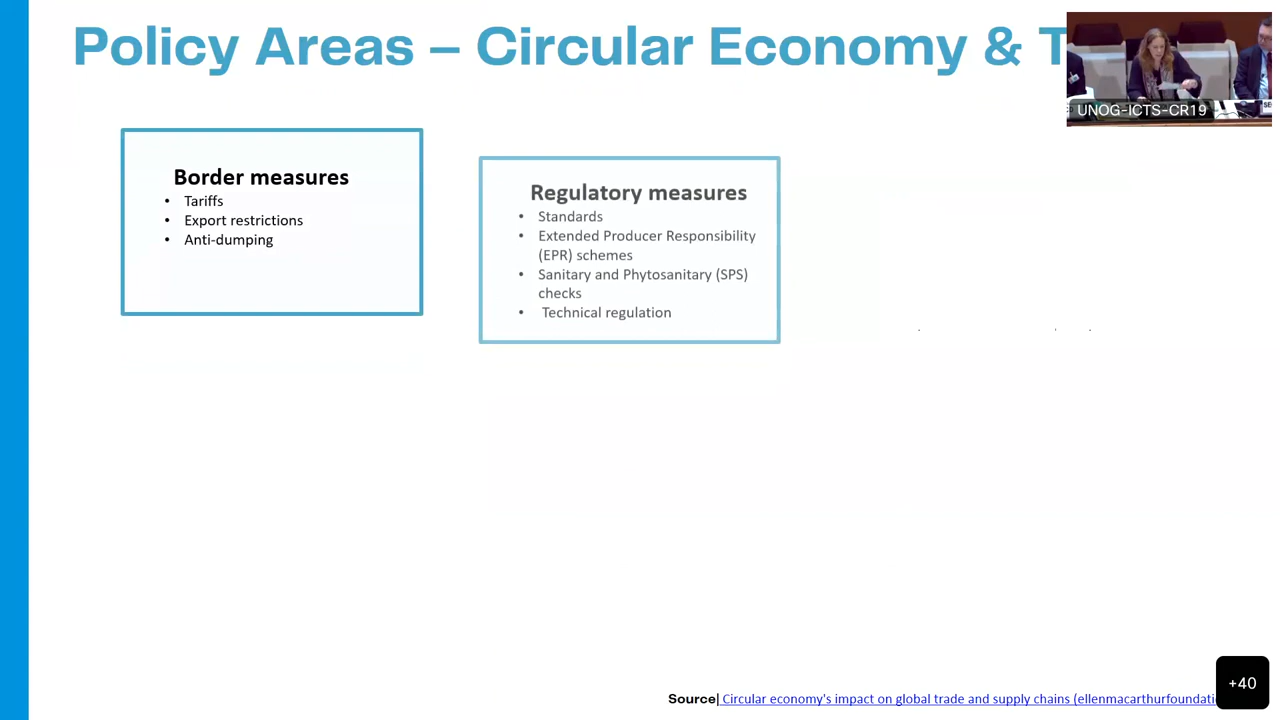 Policy Areas – Circular Economy & T
UNOG-ICTS-CR19
Border measures
• Tariffs
• Export restrictions
• Anti-dumping
Regulatory measures
• Standards
• Extended Producer Responsibility
(EPR) schemes
• Sanitary and Phytosanitary (SPS)
checks
• Technical regulation
+40
Source| Circular economy's impact on global trade and supply chains (ellenmacarthurfoundati